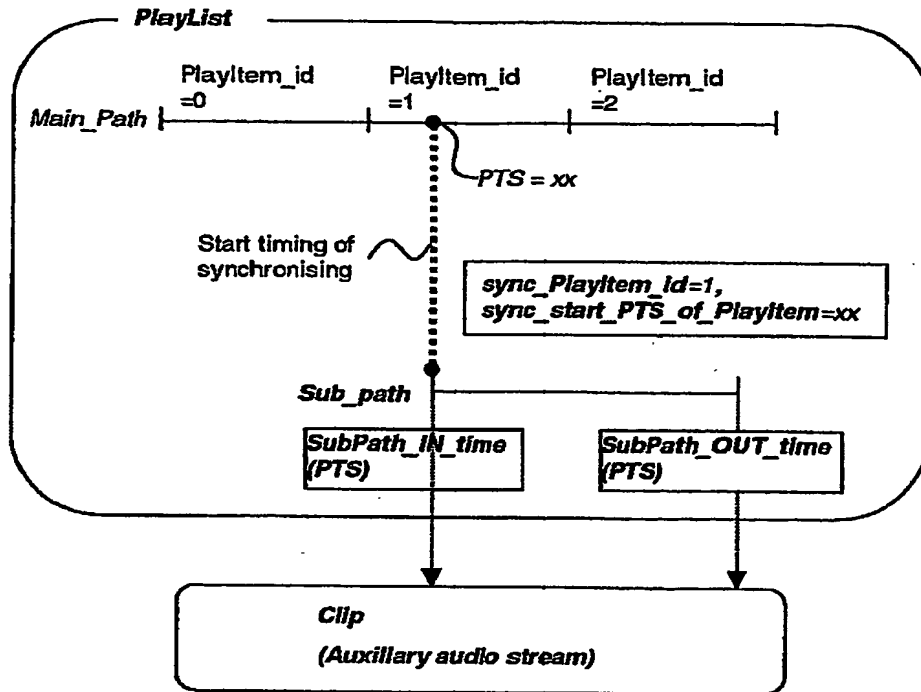 PlayList
PlayItem_id
=0
PlayItem_id
=1
PlayItem_id
=2
Main_Path
PTS = xx
Start timing of
synchronising
sync_PlayItem_id=1,
sync_start_PTS_of_PlayItem=xx
Sub_path
SubPath_IN_time
(PTS)
SubPath_OUT_time
(PTS)
Clip
(Auxillary audio stream)